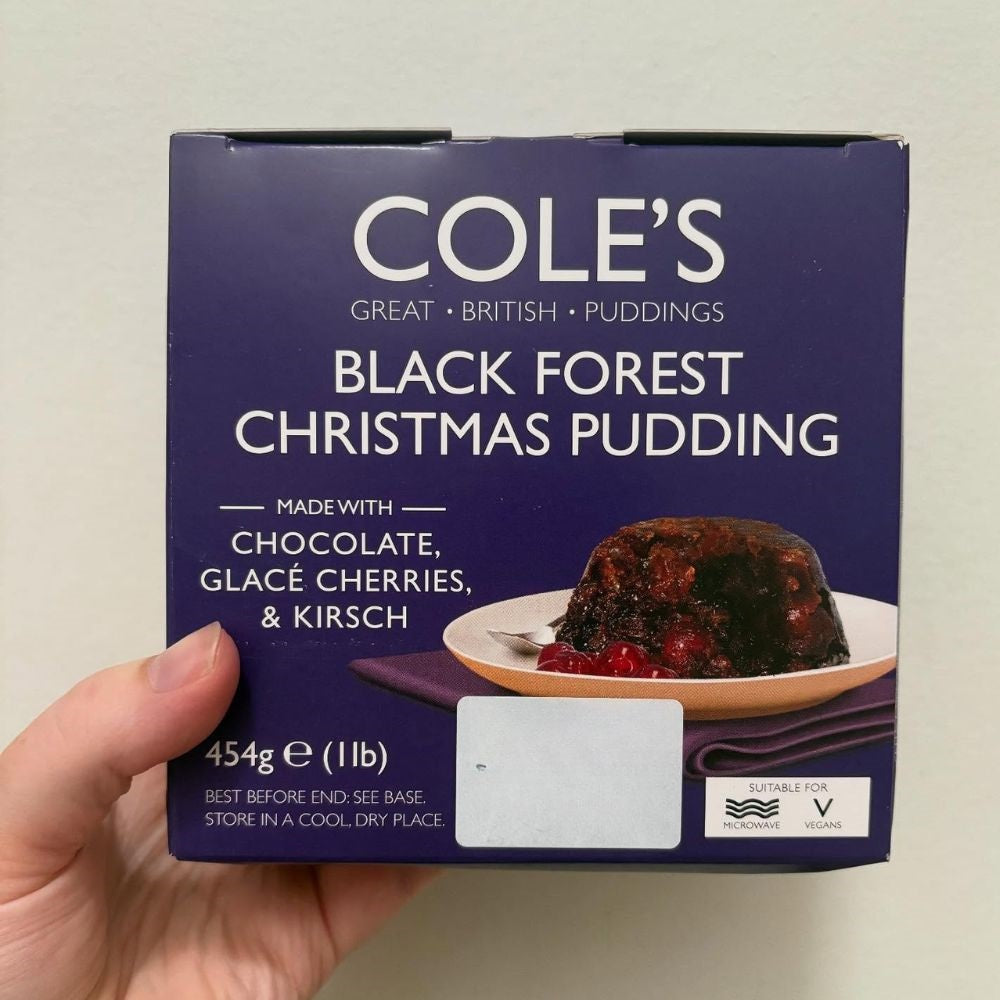 COLE'S
GREAT • BRITISH • PUDDINGS
BLACK FOREST
CHRISTMAS PUDDING
MADE WITH
CHOCOLATE,
GLACÉ CHERRIES,
& KIRSCH
454g ℮ (1lb)
BEST BEFORE END: SEE BASE.
STORE IN A COOL, DRY PLACE.
SUITABLE FOR
V
MICROWAVE VEGANS